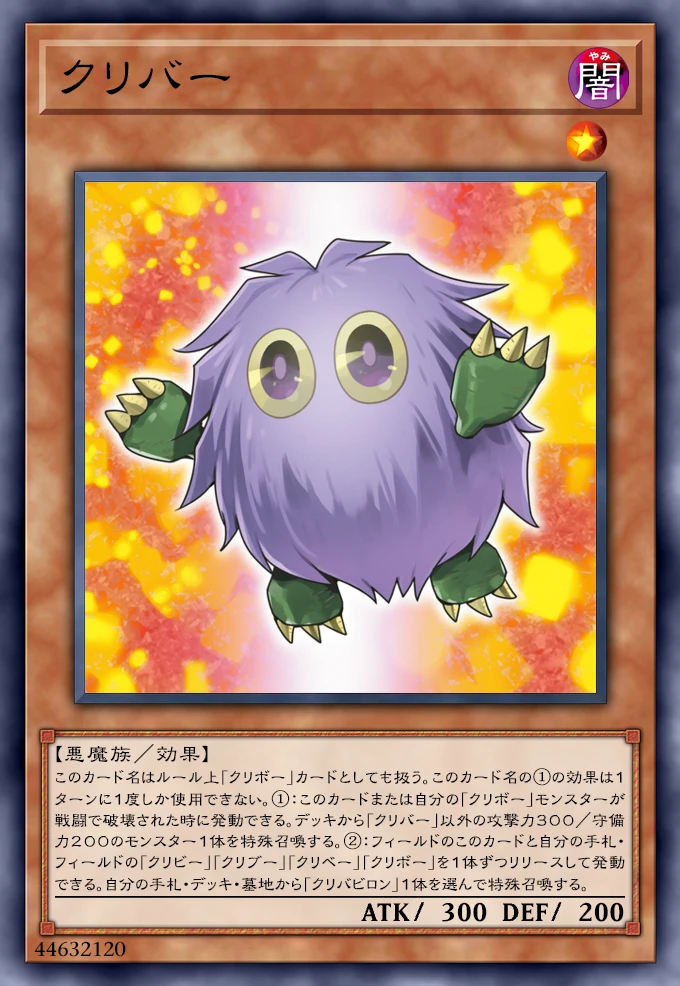 クリバー
やみ
闇
【悪魔族／効果】
このカード名はルール上「クリボー」カードとしても扱う。このカード名の①の効果は１
ターンに１度しか使用できない。①：このカードまたは自分の「クリボー」モンスターが
戦闘で破壊された時に発動できる。デッキから「クリバー」以外の攻撃力３００／守備
力２００のモンスター１体を特殊召喚する。②：フィールドのこのカードと自分の手札・
フィールドの「クリビー」「クリブー」「クリベー」「クリボー」を１体ずつリリースして発動
できる。自分の手札・デッキ・墓地から「クリバビロン」１体を選んで特殊召喚する。
ATK/ 300 DEF/ 200
44632120